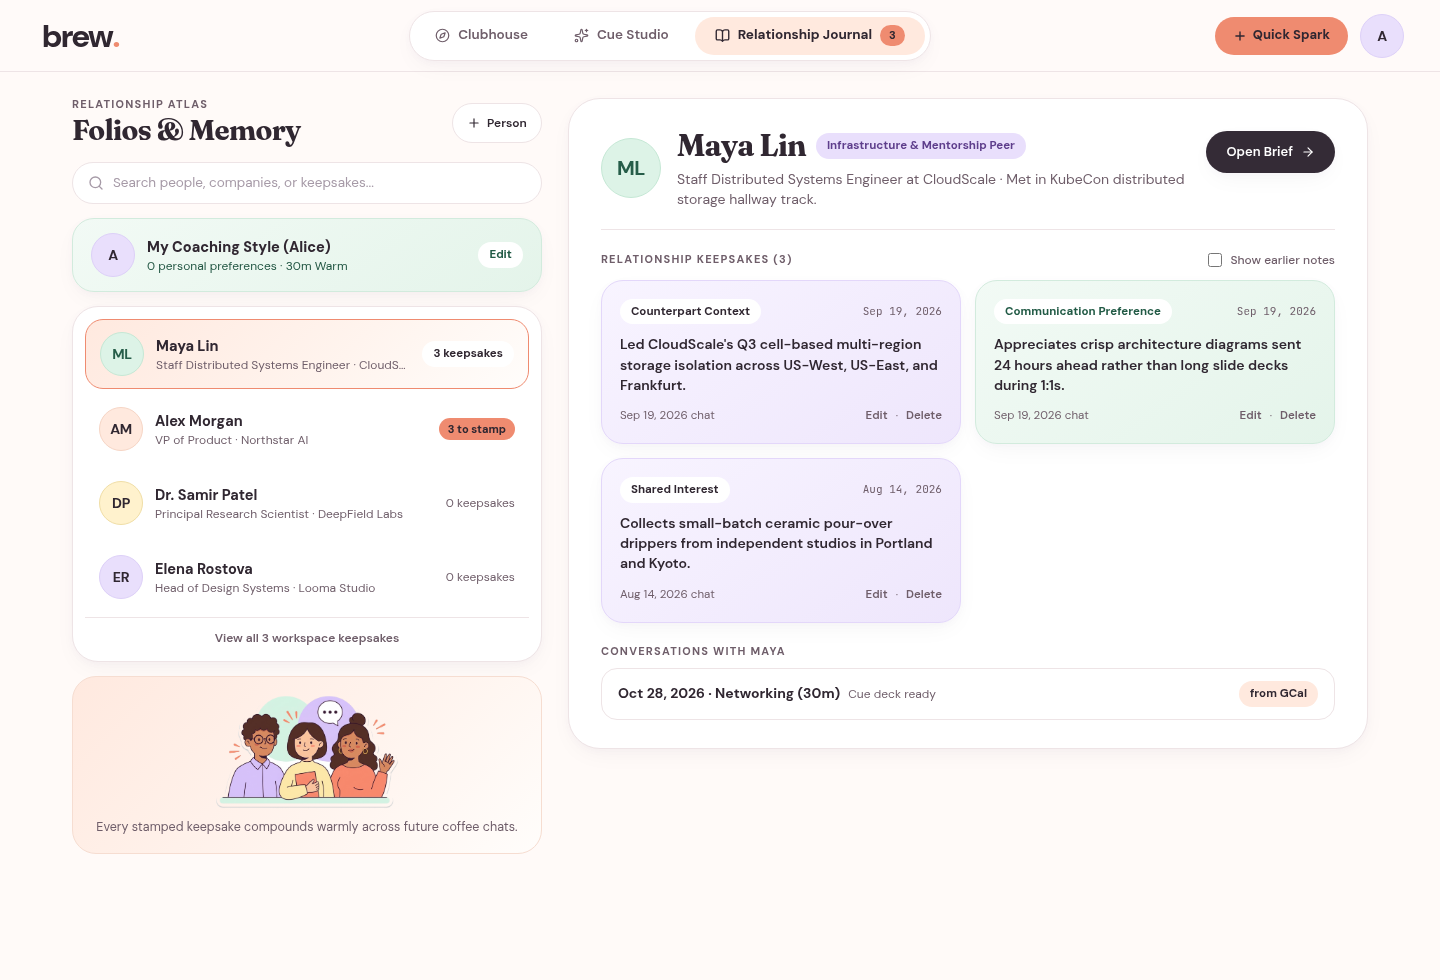 brew.
Clubhouse
Cue Studio
Relationship Journal 3
Quick Spark
A
RELATIONSHIP ATLAS
Folios & Memory
Person
Search people, companies, or keepsakes...
A
My Coaching Style (Alice)
0 personal preferences · 30m Warm
Edit
ML
Maya Lin
Staff Distributed Systems Engineer · CloudS...
3 keepsakes
AM
Alex Morgan
VP of Product · Northstar AI
3 to stamp
DP
Dr. Samir Patel
Principal Research Scientist · DeepField Labs
0 keepsakes
ER
Elena Rostova
Head of Design Systems · Looma Studio
0 keepsakes
View all 3 workspace keepsakes
Every stamped keepsake compounds warmly across future coffee chats.
ML
Maya Lin
Infrastructure & Mentorship Peer
Staff Distributed Systems Engineer at CloudScale · Met in KubeCon distributed
storage hallway track.
Open Brief
RELATIONSHIP KEEPSAKES (3)
Show earlier notes
Counterpart Context
Sep 19, 2026
Led CloudScale's Q3 cell-based multi-region
storage isolation across US-West, US-East, and
Frankfurt.
Sep 19, 2026 chat
Edit · Delete
Communication Preference
Sep 19, 2026
Appreciates crisp architecture diagrams sent
24 hours ahead rather than long slide decks
during 1:1s.
Sep 19, 2026 chat
Edit · Delete
Shared Interest
Aug 14, 2026
Collects small-batch ceramic pour-over
drippers from independent studios in Portland
and Kyoto.
Aug 14, 2026 chat
Edit · Delete
CONVERSATIONS WITH MAYA
Oct 28, 2026 · Networking (30m) Cue deck ready
from GCal